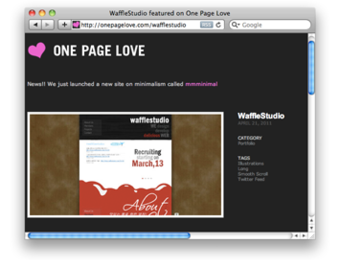 WaffleStudio featured on One Page Love
http://onepagelove.com/wafflestudio
RSS
Google
ONE PAGE LOVE
News!! We just launched a new site on minimalism called mmminimal
wafflestudio
Recruiting
starting on
March,13
About
WaffleStudio
CATEGORY
Portfolio
TAGS
Illustrations
Long
Smooth Scroll
Twitter Feed